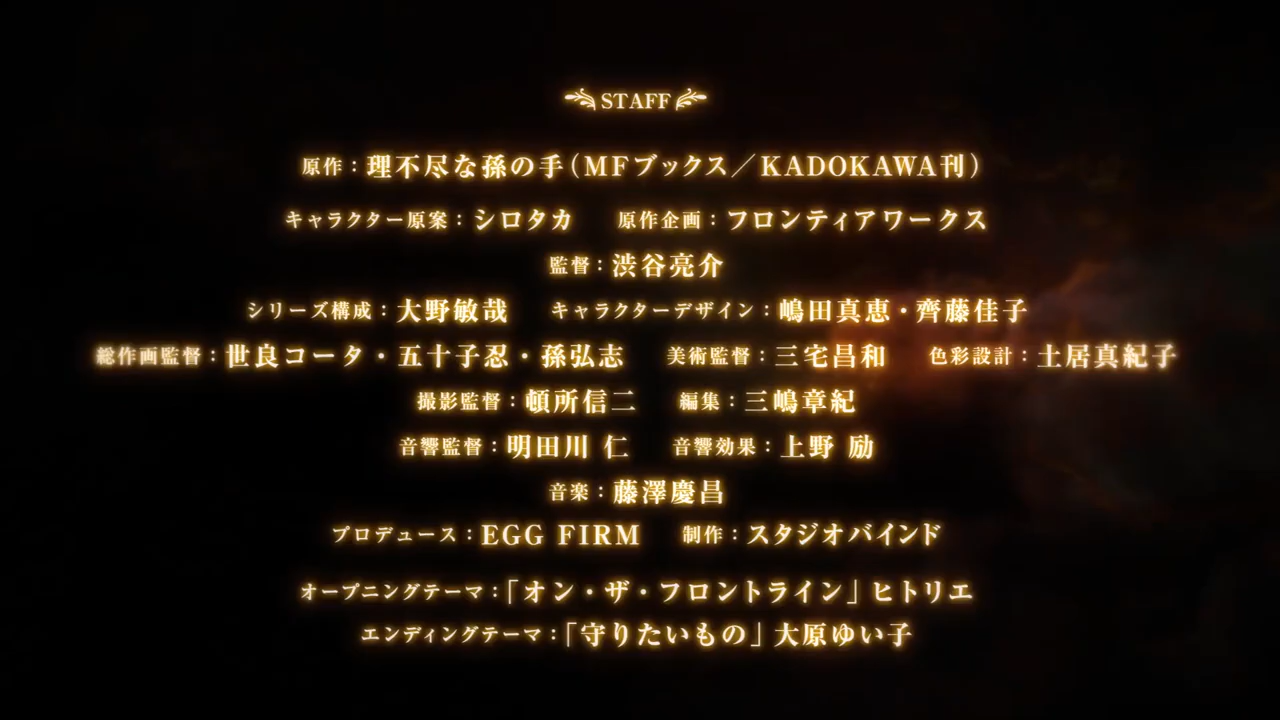 STAFF
原作：理不尽な孫の手（MFブックス／KADOKAWA刊）
キャラクター原案：シロタカ　原作企画：フロンティアワークス
監督：渋谷亮介
シリーズ構成：大野敏哉　キャラクターデザイン：嶋田真恵・齊藤佳子
総作画監督：世良コータ・五十子忍・孫弘志　美術監督：三宅昌和　色彩設計：土居真紀子
撮影監督：頓所信二　編集：三嶋章紀
音響監督：明田川 仁　音響効果：上野 励
音楽：藤澤慶昌
プロデュース：EGG FIRM　制作：スタジオバインド
オープニングテーマ：「オン・ザ・フロントライン」ヒトリエ
エンディングテーマ：「守りたいもの」大原ゆい子